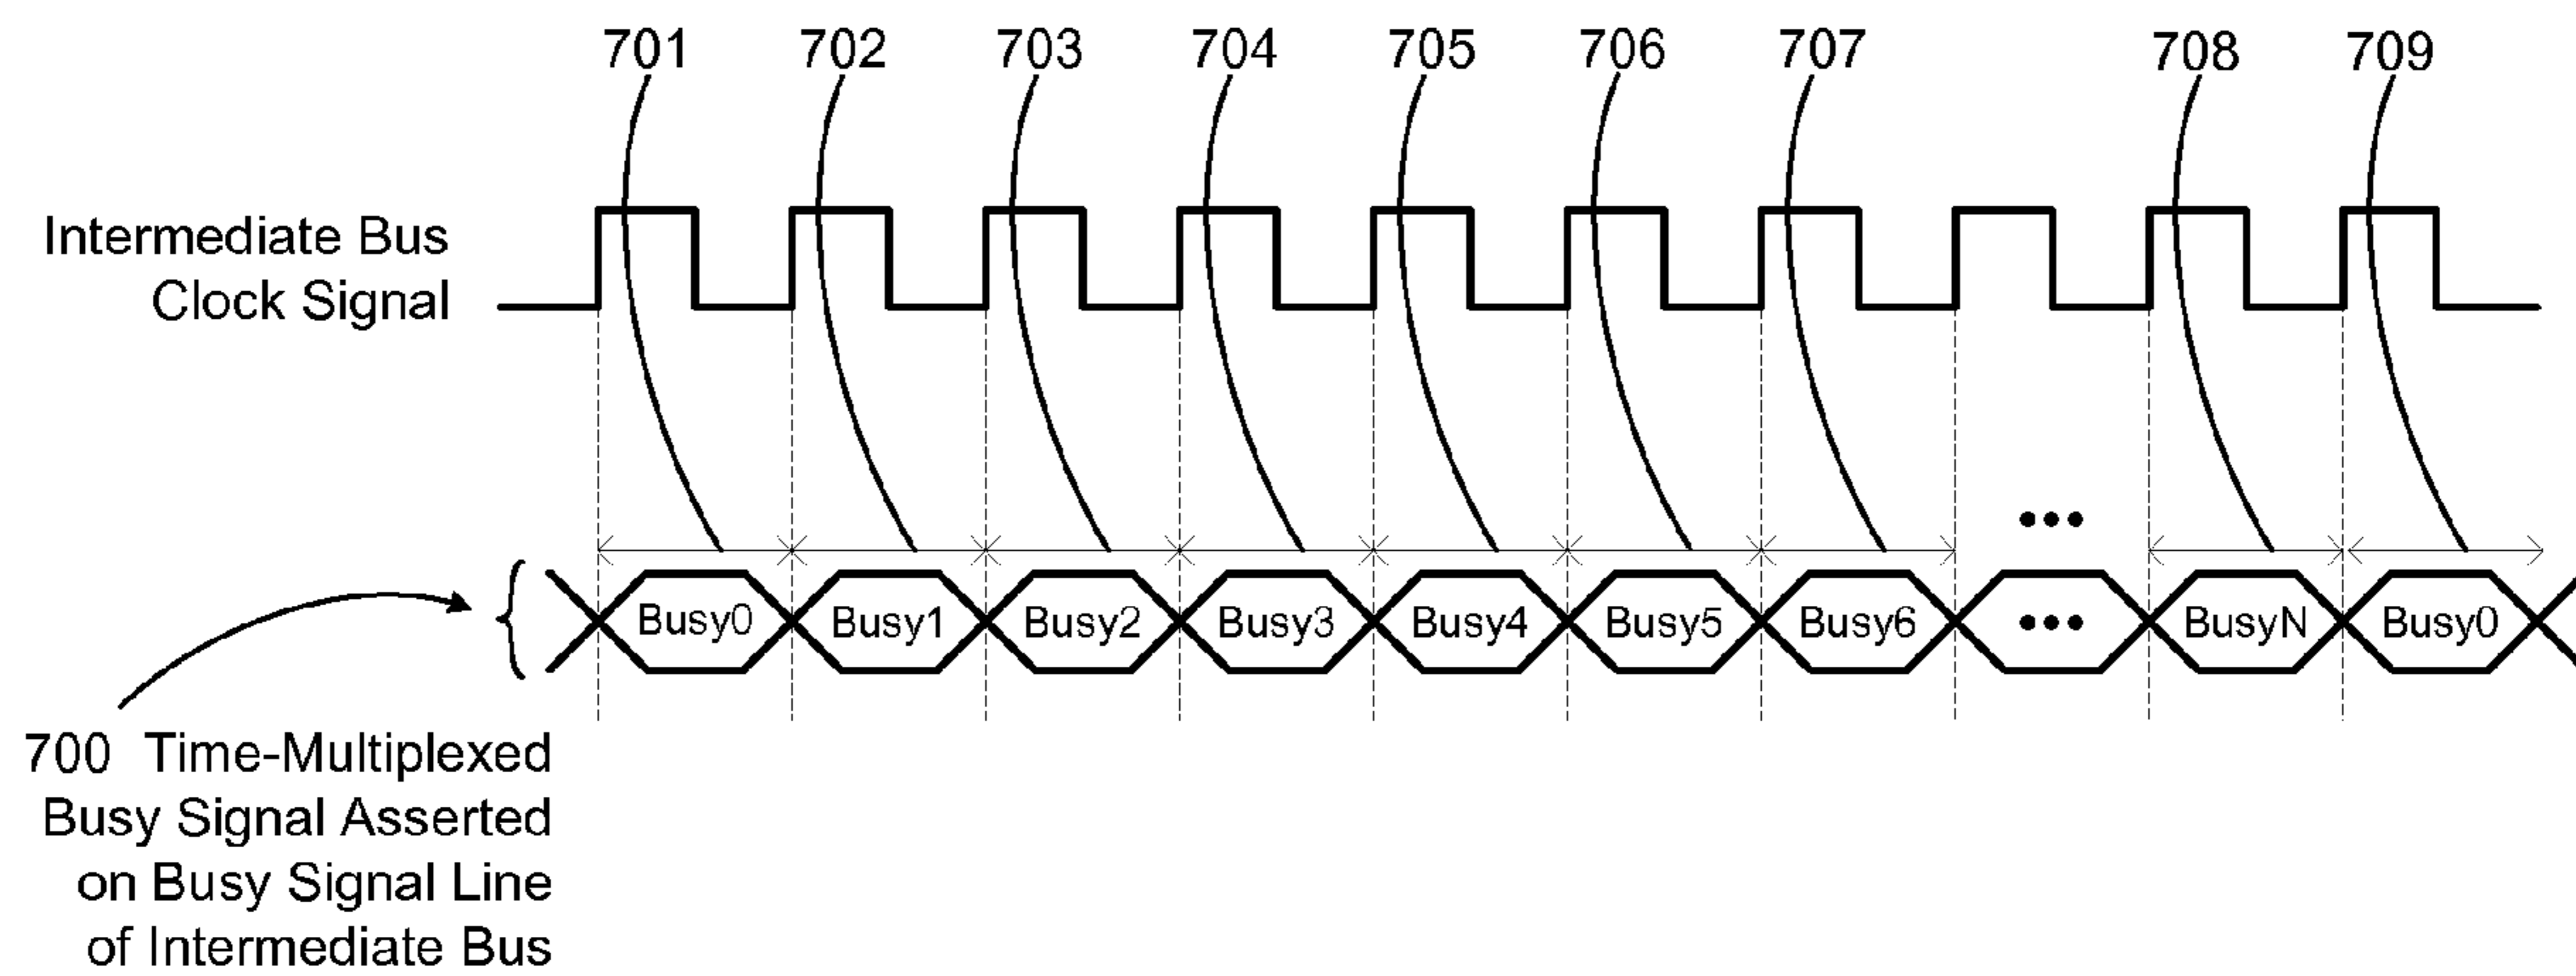 701 702 703 704 705 706 707 708 709
Intermediate Bus
Clock Signal
•••
Busy0 Busy1 Busy2 Busy3 Busy4 Busy5 Busy6 ••• BusyN Busy0
700 Time-Multiplexed
Busy Signal Asserted
on Busy Signal Line
of Intermediate Bus